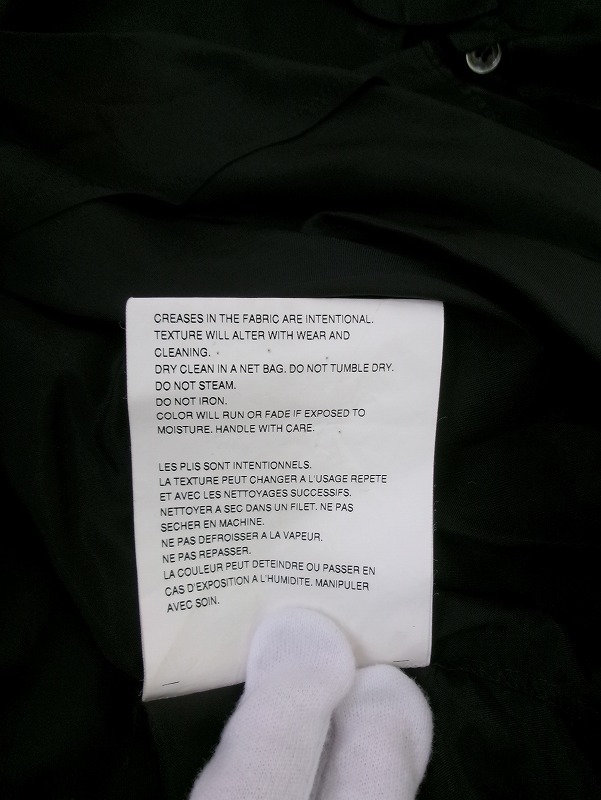 CREASES IN THE FABRIC ARE INTENTIONAL.
TEXTURE WILL ALTER WITH WEAR AND
CLEANING.
DRY CLEAN IN A NET BAG. DO NOT TUMBLE DRY.
DO NOT STEAM.
DO NOT IRON.
COLOR WILL RUN OR FADE IF EXPOSED TO
MOISTURE. HANDLE WITH CARE.
LES PLIS SONT INTENTIONNELS.
LA TEXTURE PEUT CHANGER A L'USAGE REPETE
ET AVEC LES NETTOYAGES SUCCESSIFS.
NETTOYER A SEC DANS UN FILET. NE PAS
SECHER EN MACHINE.
NE PAS DEFROISSER A LA VAPEUR.
NE PAS REPASSER.
LA COULEUR PEUT DETEINDRE OU PASSER EN
CAS D'EXPOSITION A L'HUMIDITE. MANIPULER
AVEC SOIN.